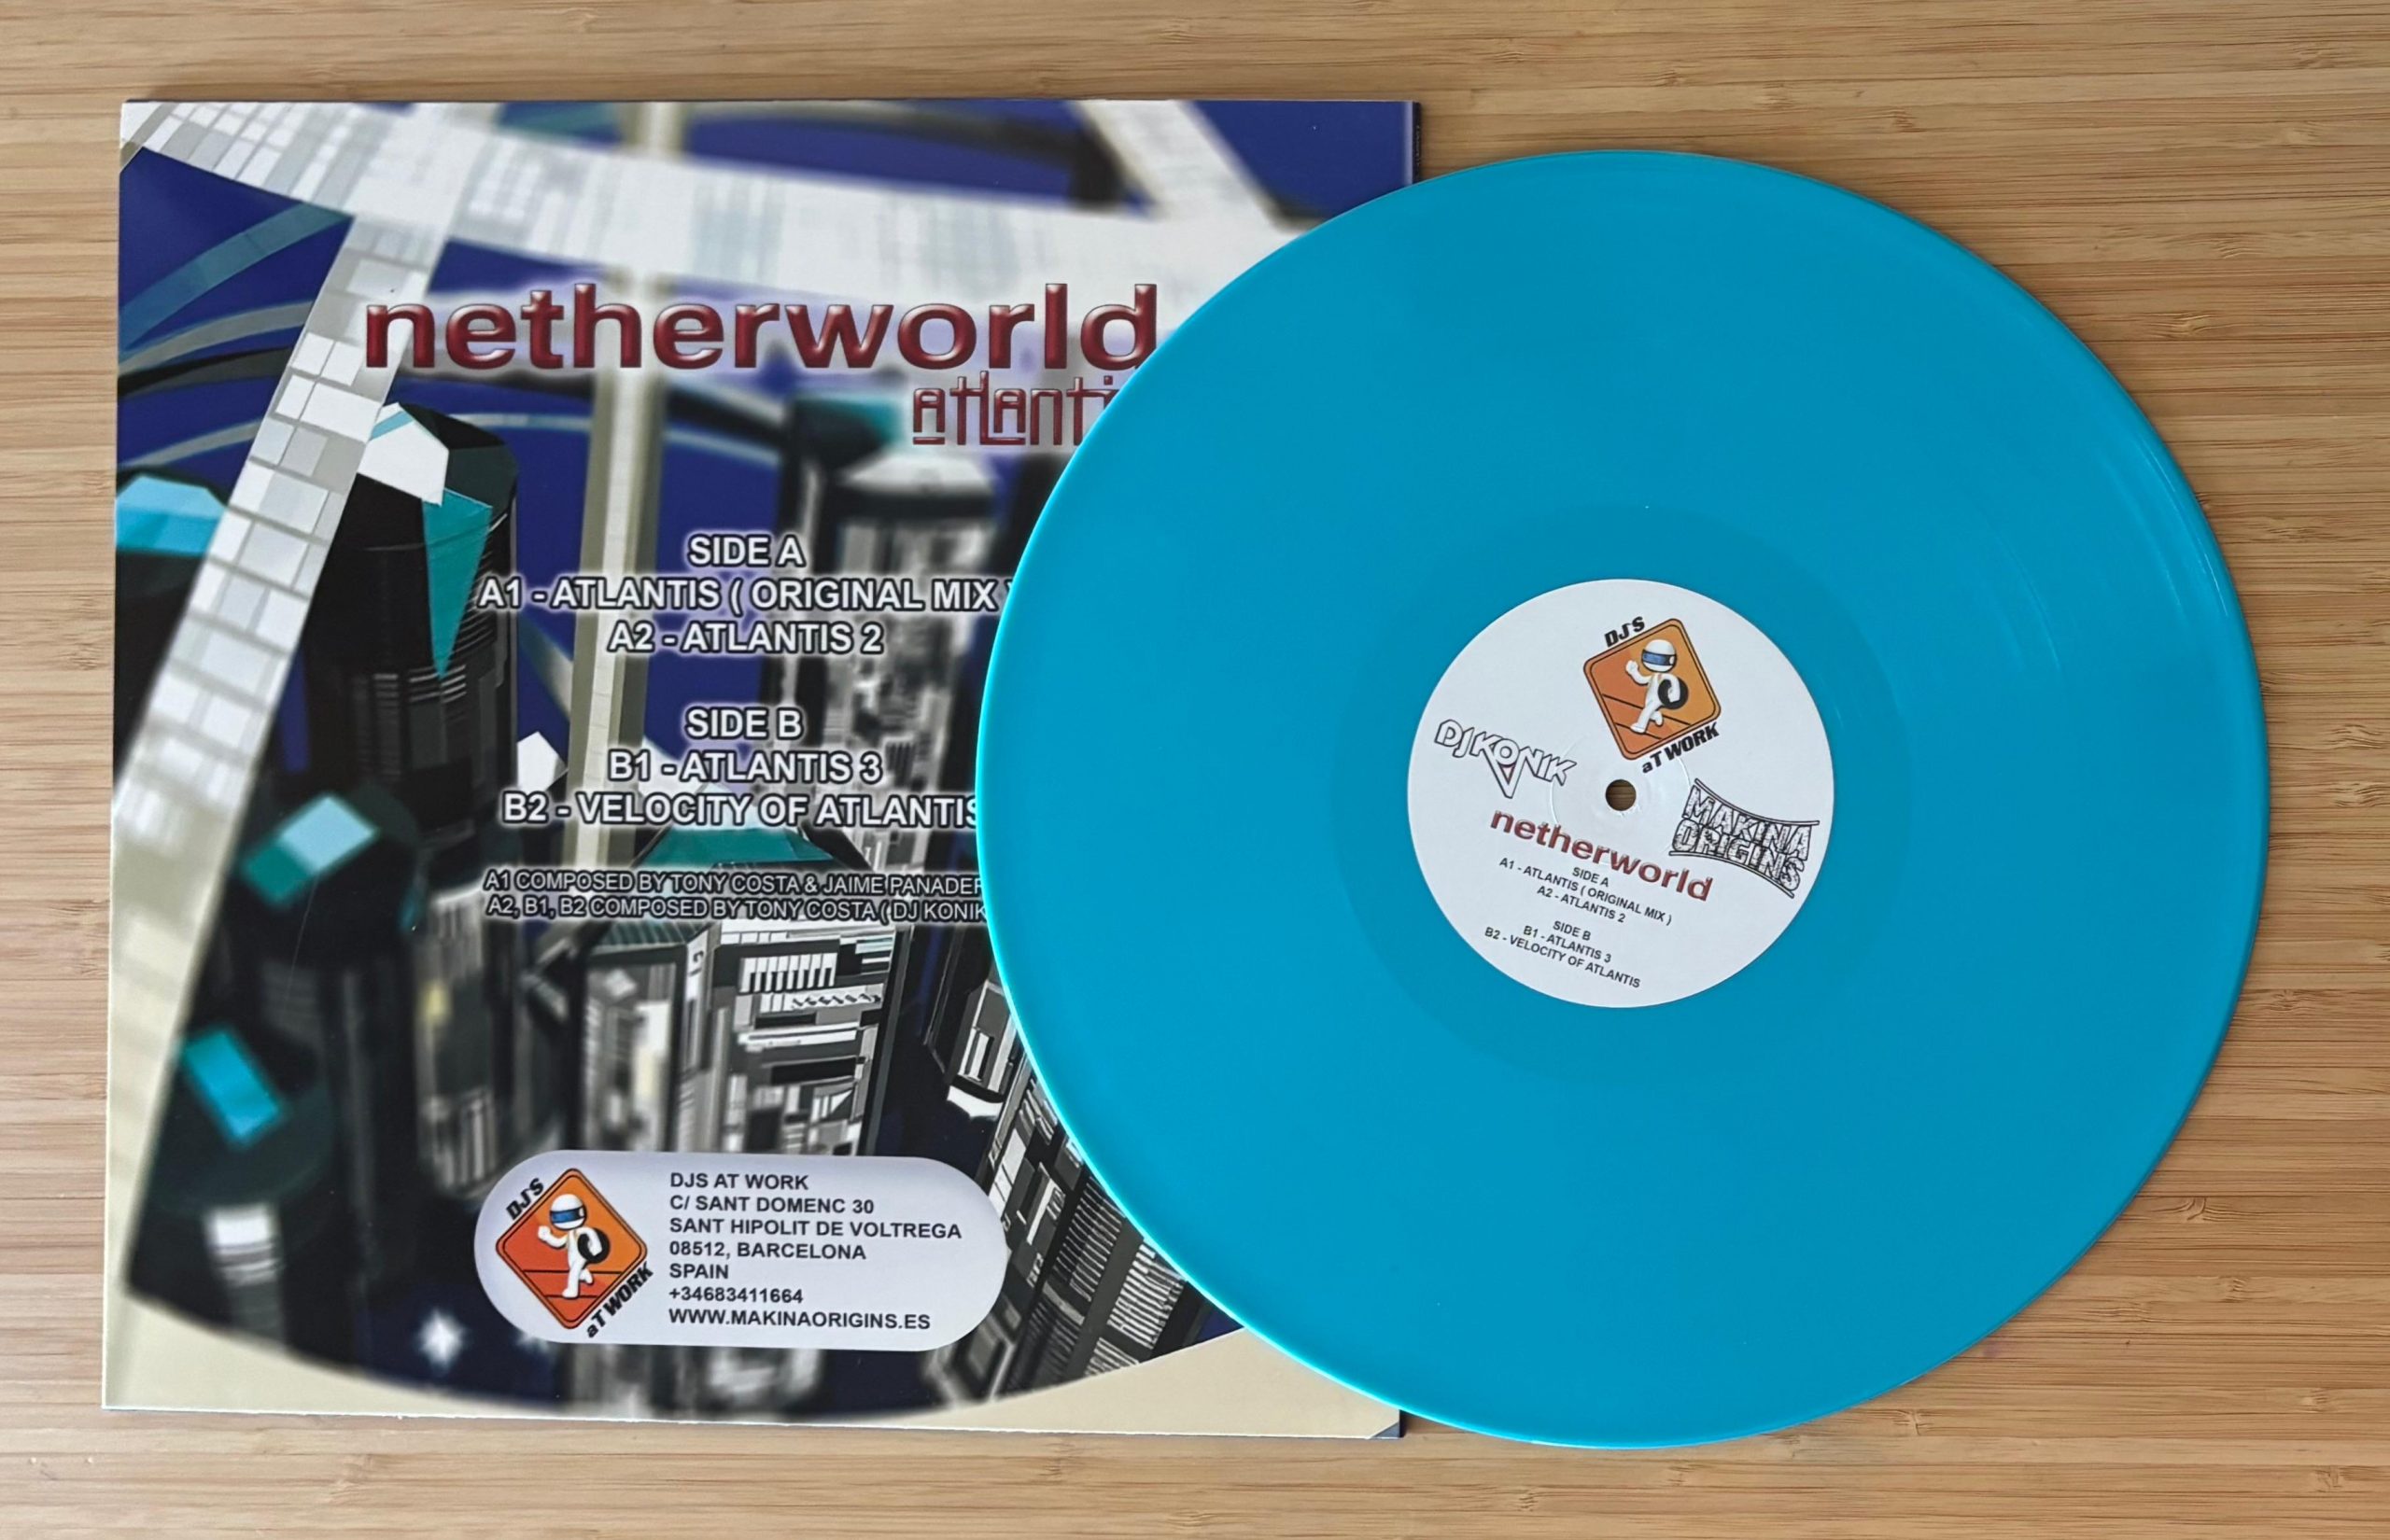 netherworld
SIDE A
A1 - ATLANTIS ( ORIGINAL MIX
A2 - ATLANTIS 2
SIDE B
B1 - ATLANTIS 3
B2 - VELOCITY OF ATLANTIS
A1 COMPOSED BY TONY COSTA & JAIME
A2, B1, B2 COMPOSED BY TONY COSTA ( DJ KONIK
DJ'S
aT WORK
DJS AT WORK
C/ SANT DOMENC 30
SANT HIPOLIT DE VOLTREGA
08512, BARCELONA
SPAIN
+34683411664
WWW.MAKINAORIGINS.ES
DJ'S
aT WORK
DJ KONIK
MAKINA
ORIGINS
netherworld
SIDE A
A1 - ATLANTIS ( ORIGINAL MIX )
A2 - ATLANTIS 2
SIDE B
B1 - ATLANTIS 3
B2 - VELOCITY OF ATLANTIS